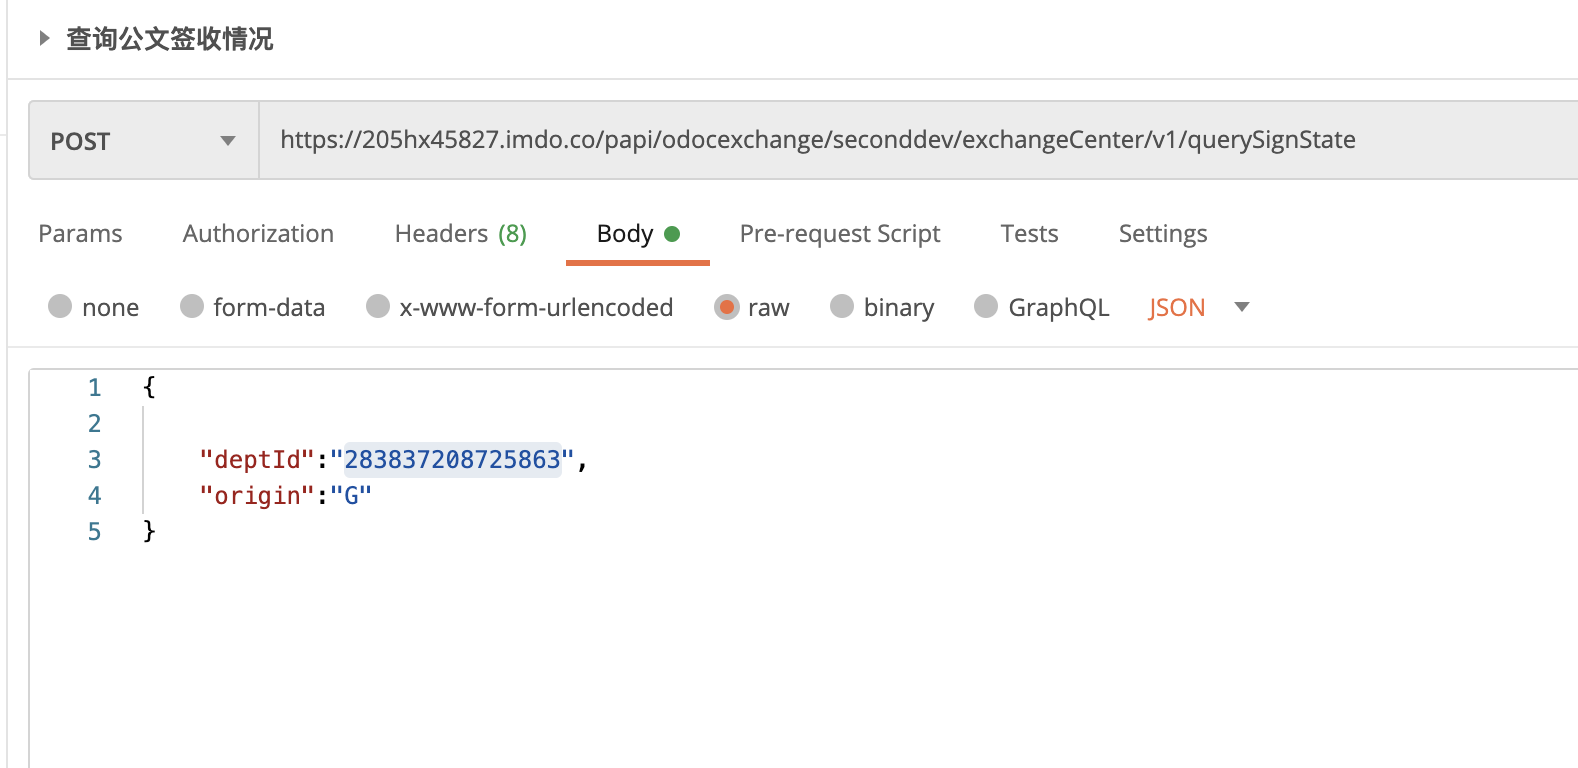 查询公文签收情况
POST https://205hx45827.imdo.co/papi/odocexchange/seconddev/exchangeCenter/v1/querySignState
Params Authorization Headers (8) Body Pre-request Script Tests Settings
none form-data x-www-form-urlencoded raw binary GraphQL JSON
1 {
2
3 "deptId":"283837208725863",
4 "origin":"G"
5 }